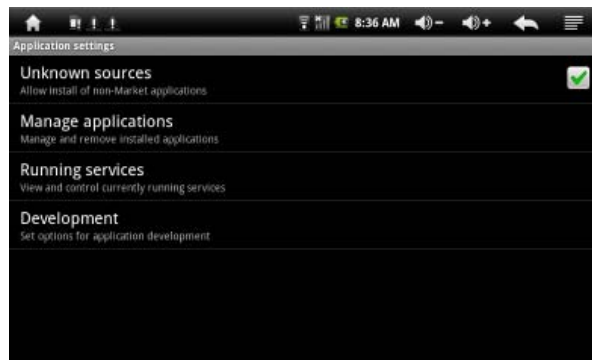 8:36 AM
Application settings
Unknown sources
Allow install of non-Market applications
Manage applications
Manage and remove installed applications
Running services
View and control currently running services
Development
Set options for application development